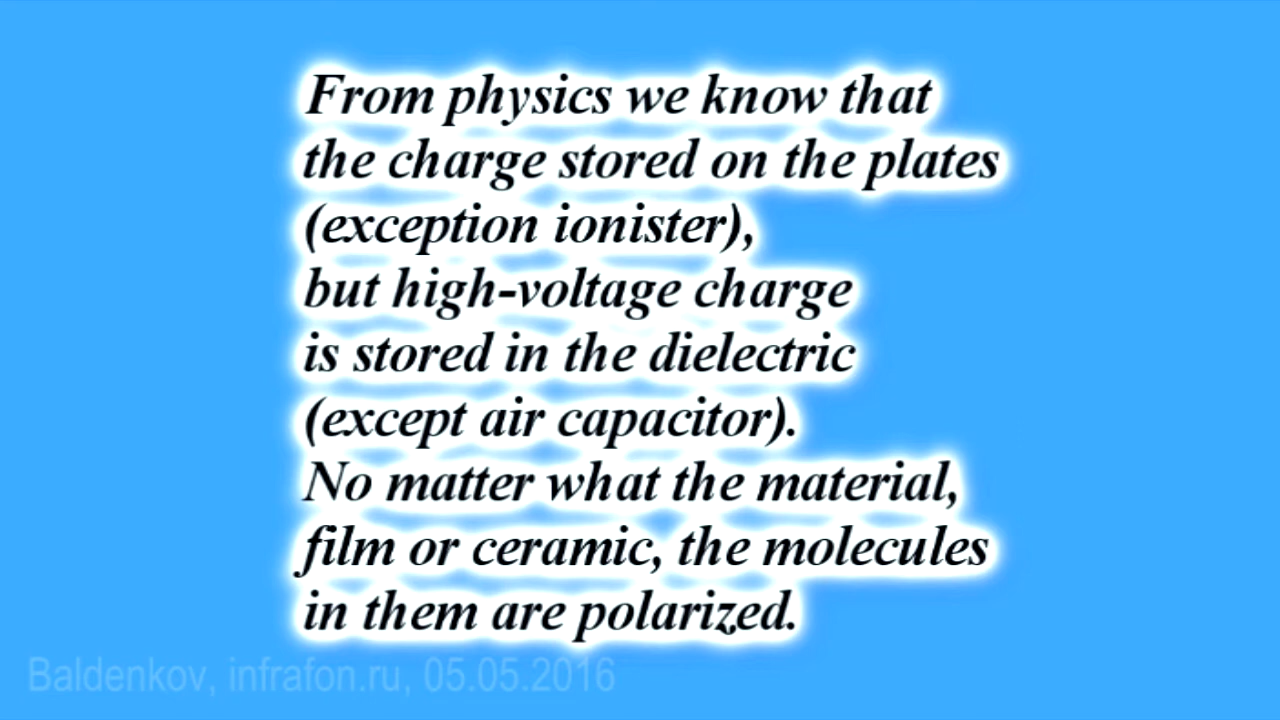 From physics we know that
the charge stored on the plates
(exception ionister),
but high-voltage charge
is stored in the dielectric
(except air capacitor).
No matter what the material,
film or ceramic, the molecules
in them are polarized.
Baldenkov, infrafon.ru, 05.05.2016